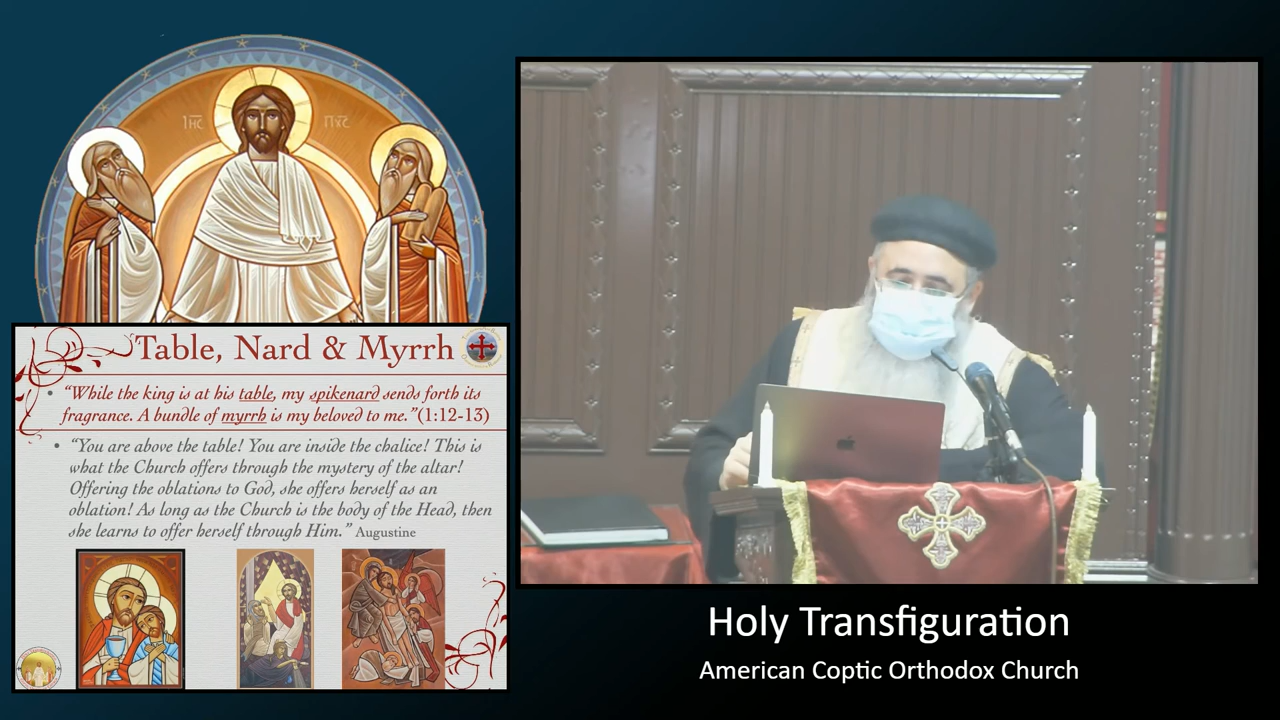 ΙΗС ΠΧС
Table, Nard & Myrrh
• “While the king is at his table, my spikenard sends forth its
fragrance. A bundle of myrrh is my beloved to me.”(1:12-13)
• “You are above the table! You are inside the chalice! This is
what the Church offers through the mystery of the altar!
Offering the oblations to God, she offers herself as an
oblation! As long as the Church is the body of the Head, then
she learns to offer herself through Him.” Augustine
Holy Transfiguration
American Coptic Orthodox Church